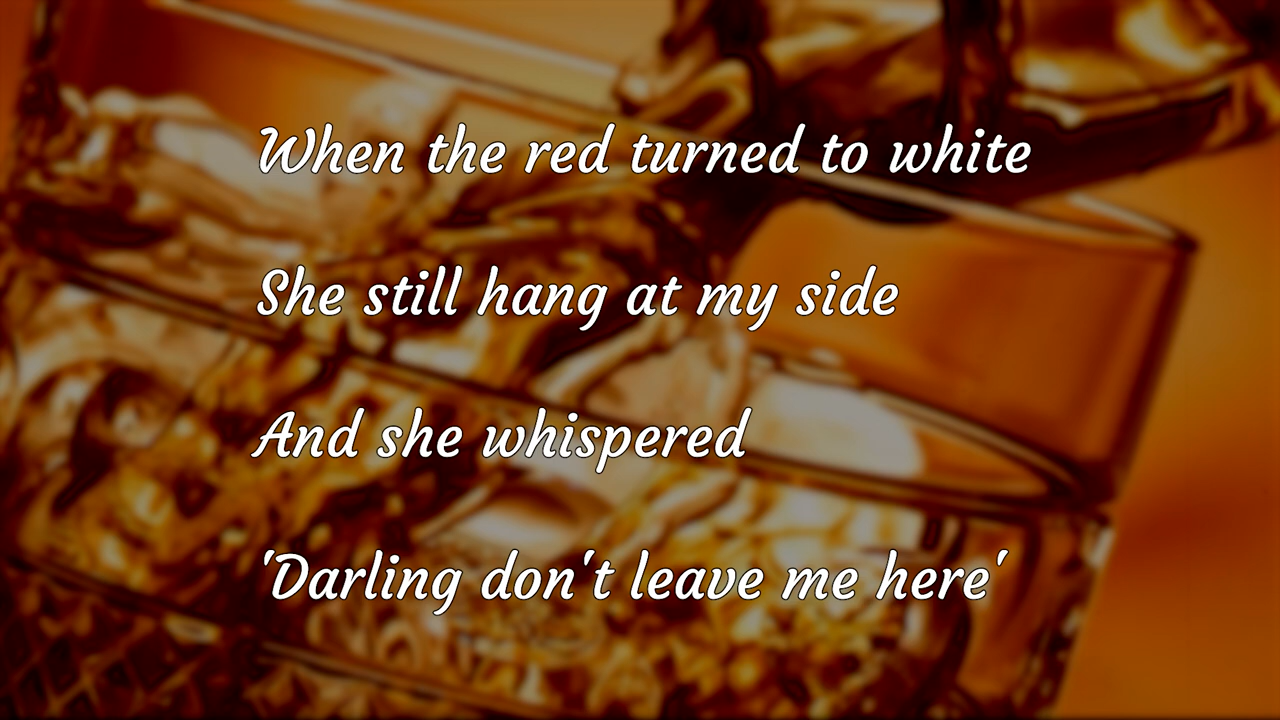 When the red turned to white
She still hang at my side
And she whispered
'Darling don't leave me here'